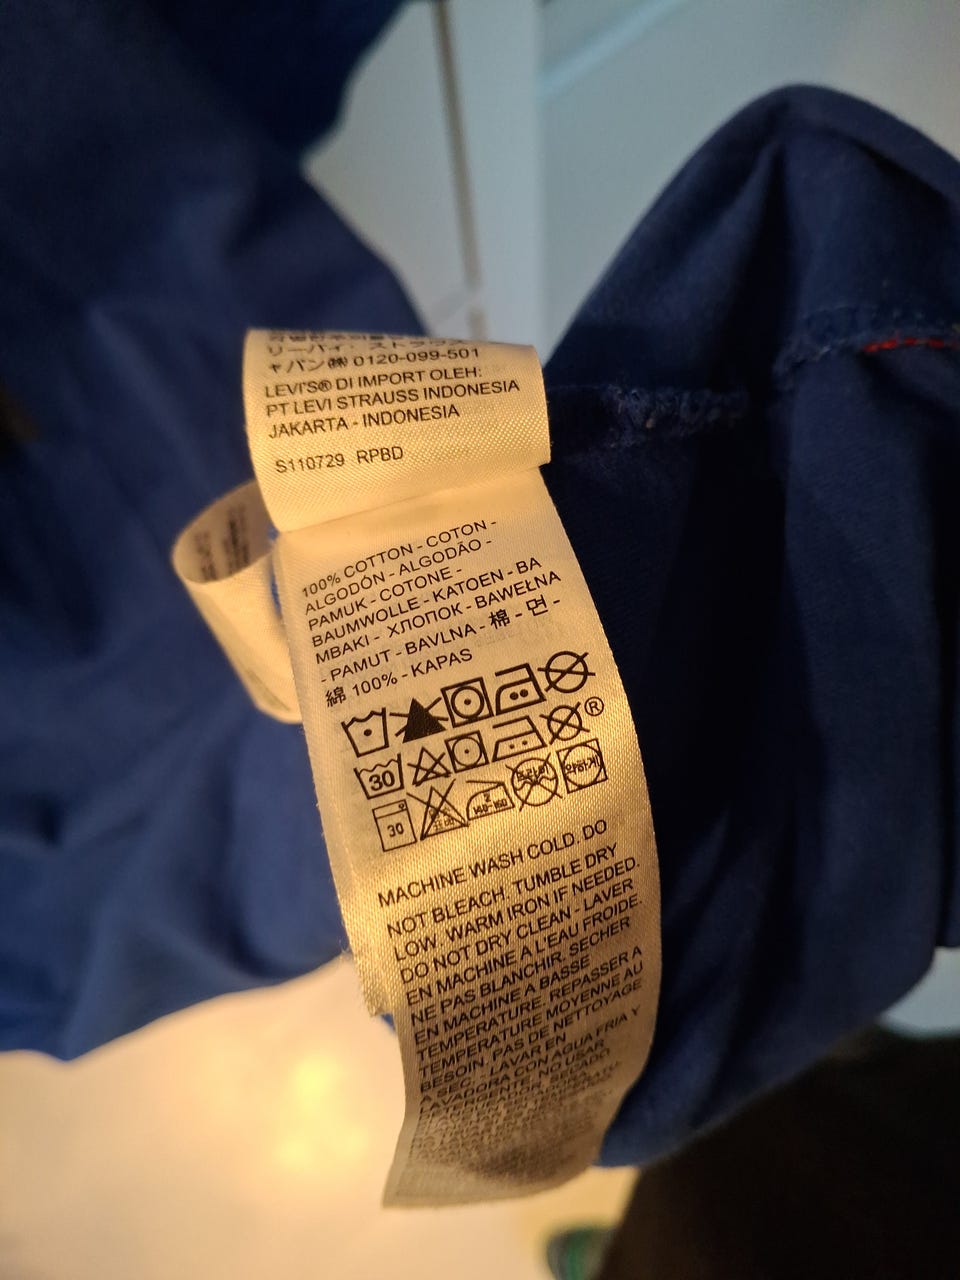 リーバイ・ストラウス
ャパン㈱ 0120-099-501
LEVI'S® DI IMPORT OLEH:
PT LEVI STRAUSS INDONESIA
JAKARTA - INDONESIA
S110729 RPBD
100% COTTON - COTON -
ALGODÓN - ALGODÃO -
PAMUK - COTONE -
BAUMWOLLE - KATOEN - BA
MBAKI - ХЛОПОК - BAWEŁNA
- PAMUT - BAVLNA - 棉 - 면 -
綿 100% - KAPAS
®
30
30
MACHINE WASH COLD. DO
NOT BLEACH. TUMBLE DRY
LOW. WARM IRON IF NEEDED.
DO NOT DRY CLEAN - LAVER
EN MACHINE A L'EAU FROIDE.
NE PAS BLANCHIR. SECHER
EN MACHINE A BASSE
TEMPERATURE. REPASSER A
TEMPERATURE MOYENNE AU
BESOIN. PAS DE NETTOYAGE
A SEC. - LAVAR EN
LAVADORA CON AGUA FRIA Y
DETERGENTE. NO USAR